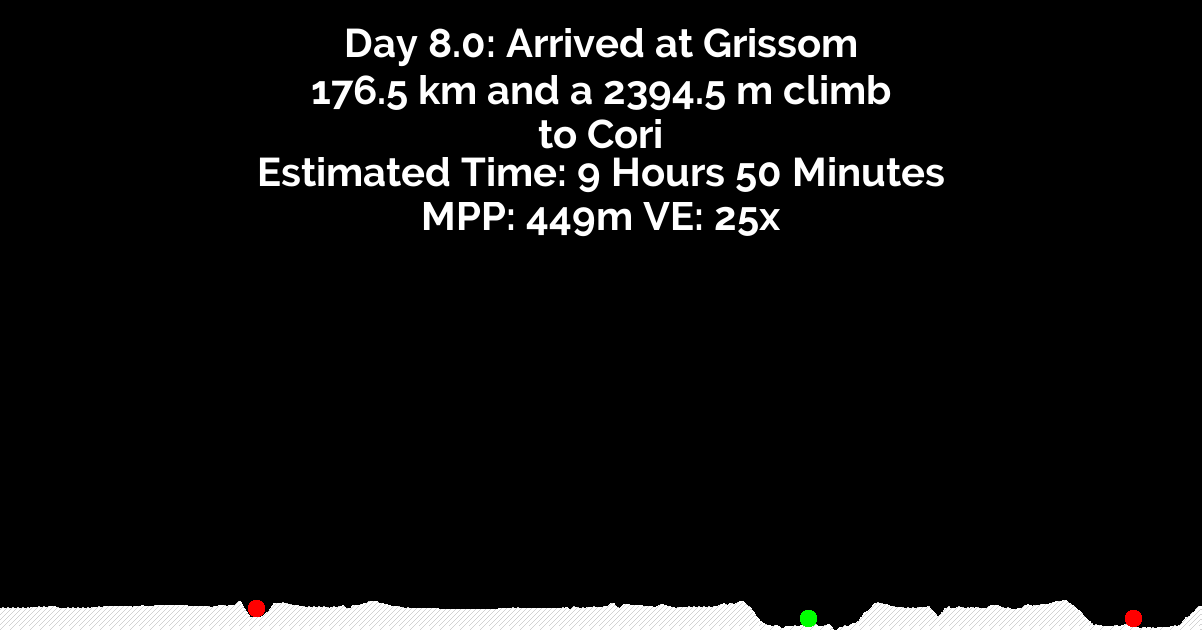 Day 8.0: Arrived at Grissom
176.5 km and a 2394.5 m climb
to Cori
Estimated Time: 9 Hours 50 Minutes
MPP: 449m VE: 25x